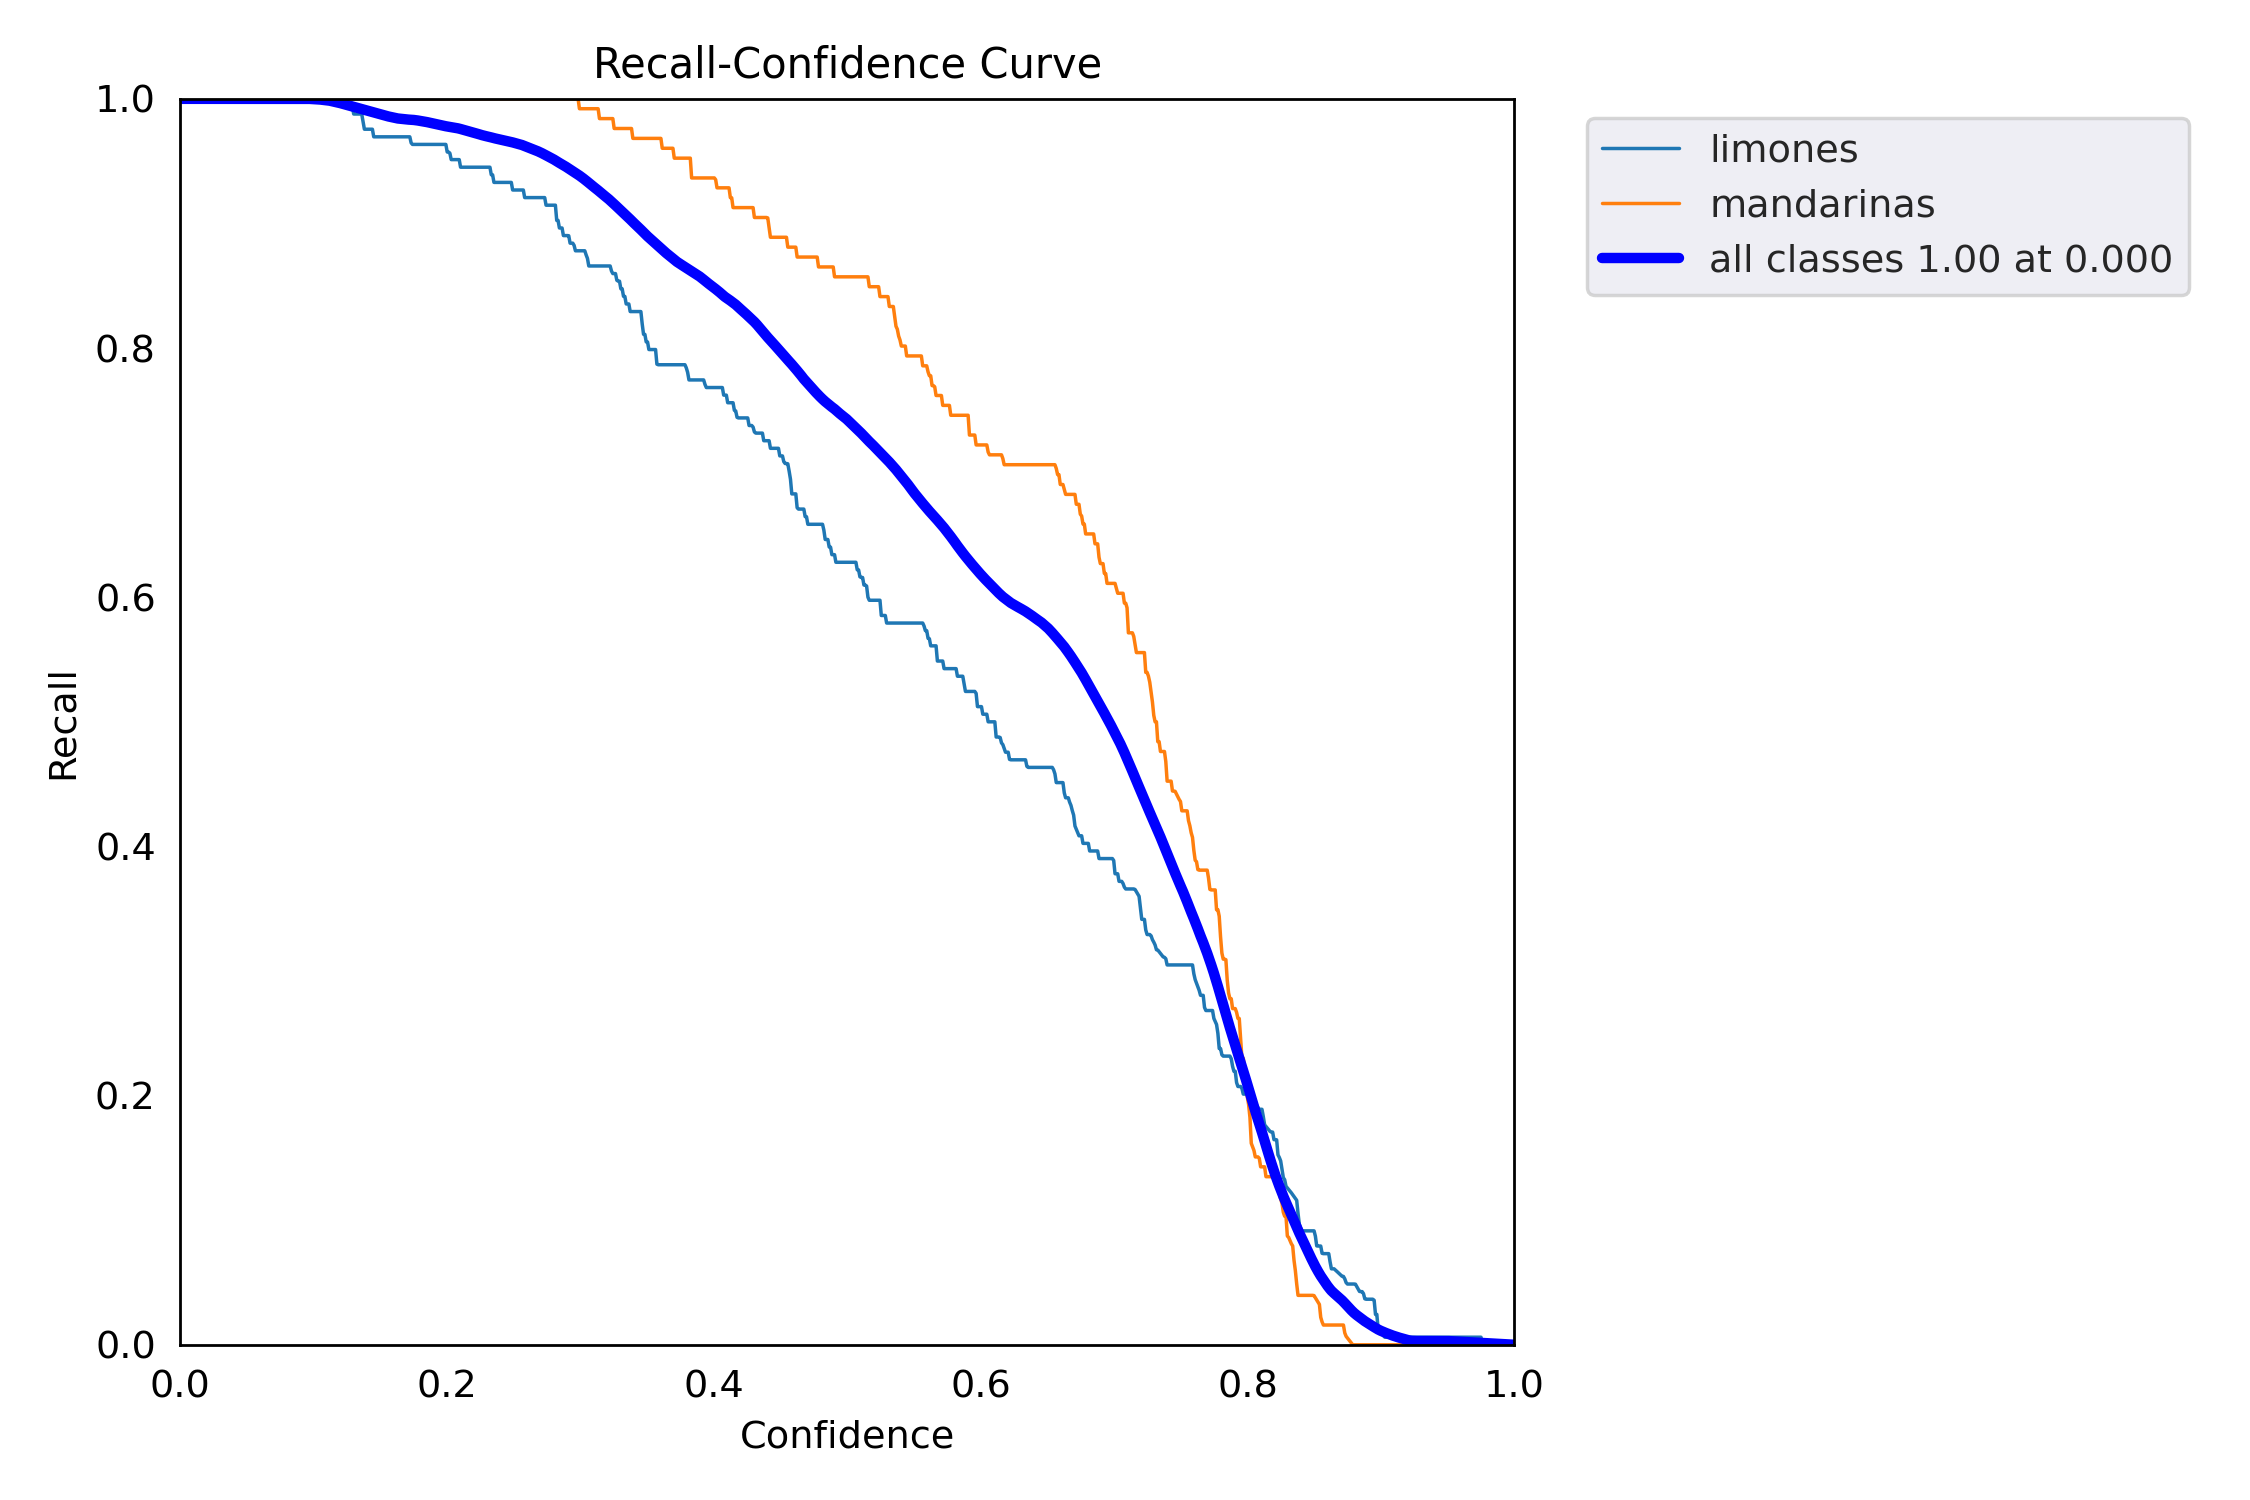 Recall-Confidence Curve
1.0
0.8
0.6
0.4
0.2
0.0
Recall
0.0 0.2 0.4 0.6 0.8 1.0
Confidence
limones
mandarinas
all classes 1.00 at 0.000